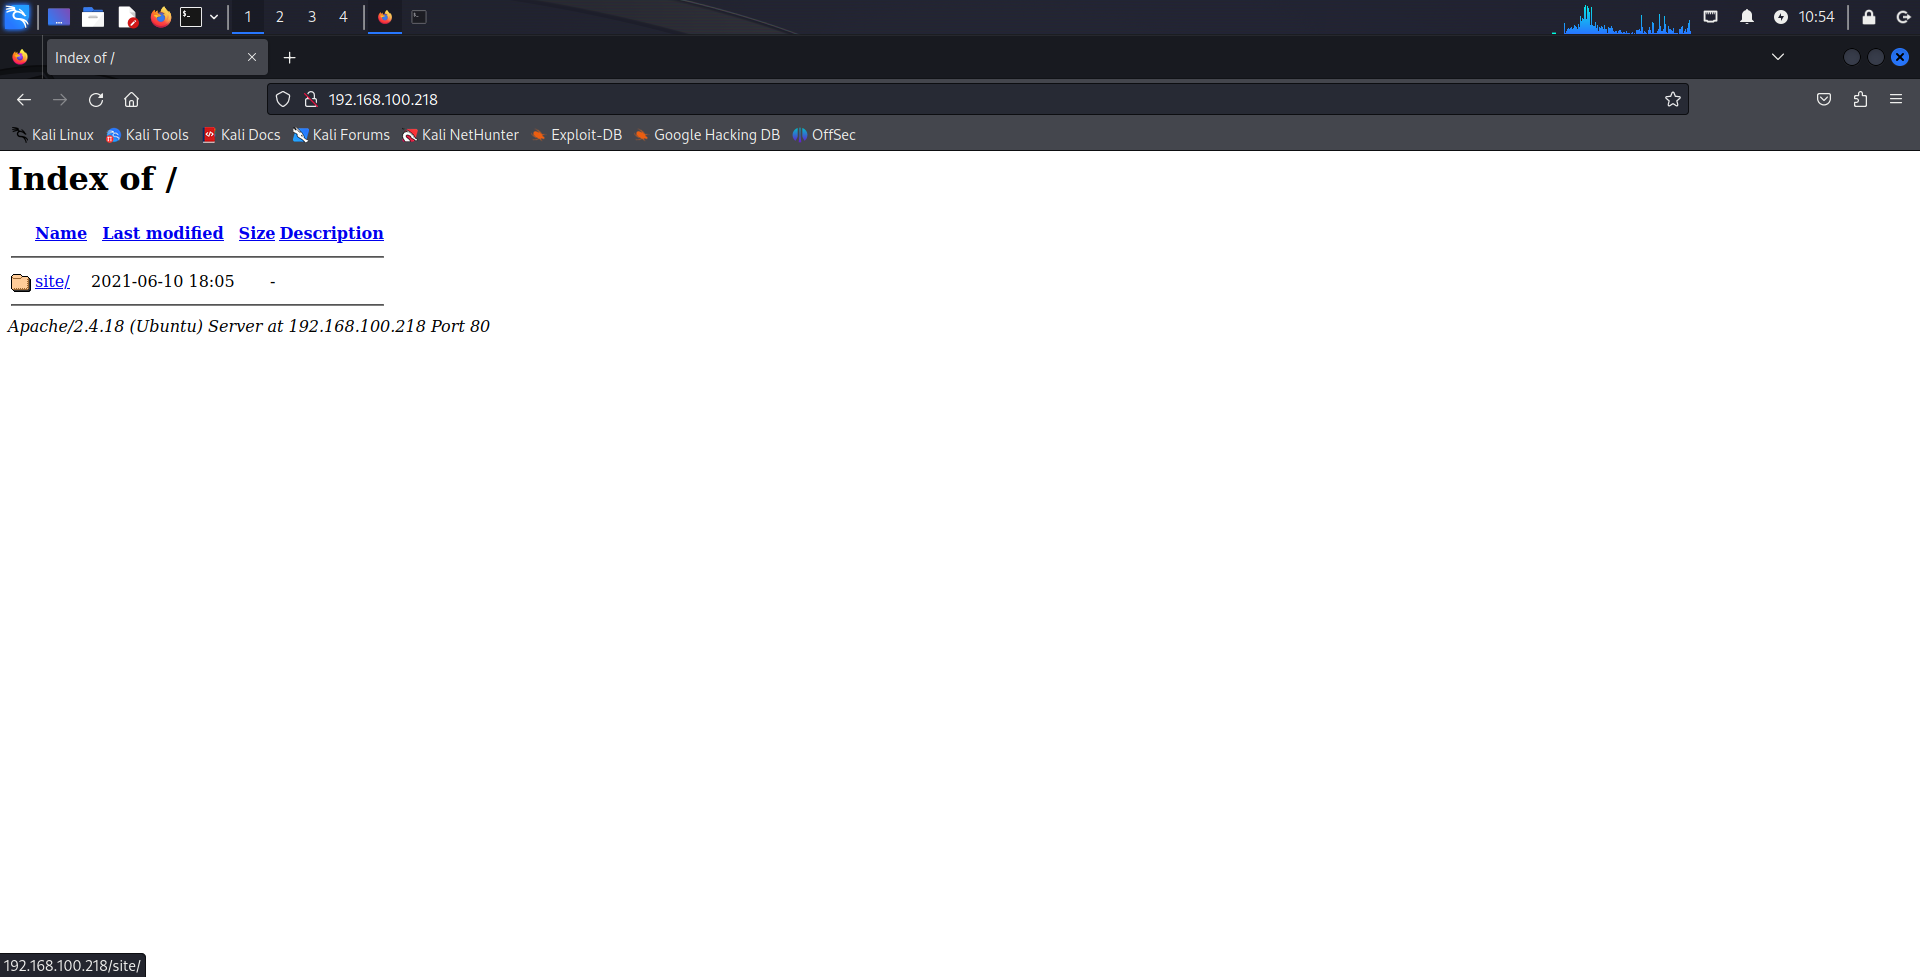 1 2 3 4 10:54
Index of /
192.168.100.218
Kali Linux Kali Tools Kali Docs Kali Forums Kali NetHunter Exploit-DB Google Hacking DB OffSec
Index of /
Name Last modified Size Description
site/ 2021-06-10 18:05 -
Apache/2.4.18 (Ubuntu) Server at 192.168.100.218 Port 80
192.168.100.218/site/